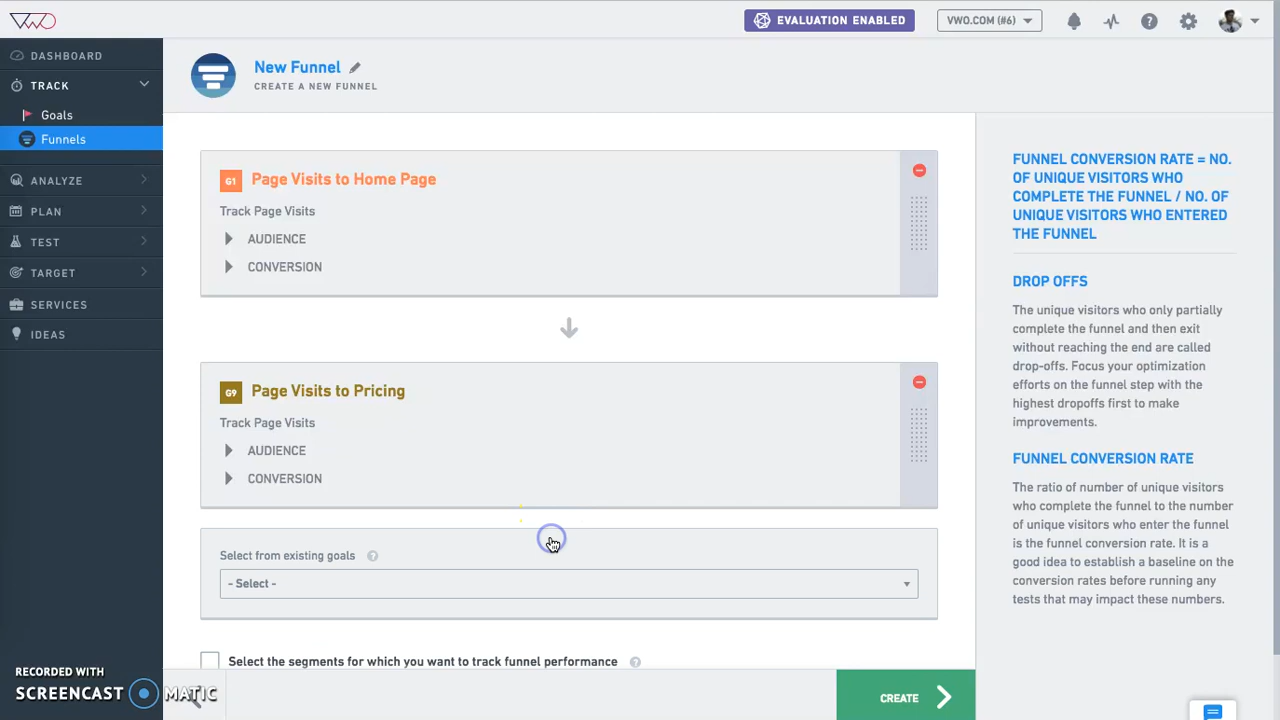 VWO
EVALUATION ENABLED
VWO.COM (#6)
DASHBOARD
TRACK
Goals
Funnels
ANALYZE
PLAN
TEST
TARGET
SERVICES
IDEAS
New Funnel
CREATE A NEW FUNNEL
G1 Page Visits to Home Page
Track Page Visits
AUDIENCE
CONVERSION
G9 Page Visits to Pricing
Track Page Visits
AUDIENCE
CONVERSION
Select from existing goals ?
- Select -
Select the segments for which you want to track funnel performance ?
CREATE
FUNNEL CONVERSION RATE = NO.
OF UNIQUE VISITORS WHO
COMPLETE THE FUNNEL / NO. OF
UNIQUE VISITORS WHO ENTERED
THE FUNNEL
DROP OFFS
The unique visitors who only partially
complete the funnel and then exit
without reaching the end are called
drop-offs. Focus your optimization
efforts on the funnel step with the
highest dropoffs first to make
improvements.
FUNNEL CONVERSION RATE
The ratio of number of unique visitors
who complete the funnel to the number
of unique visitors who enter the funnel
is the funnel conversion rate. It is a
good idea to establish a baseline on the
conversion rates before running any
tests that may impact these numbers.
RECORDED WITH
SCREENCAST MATIC